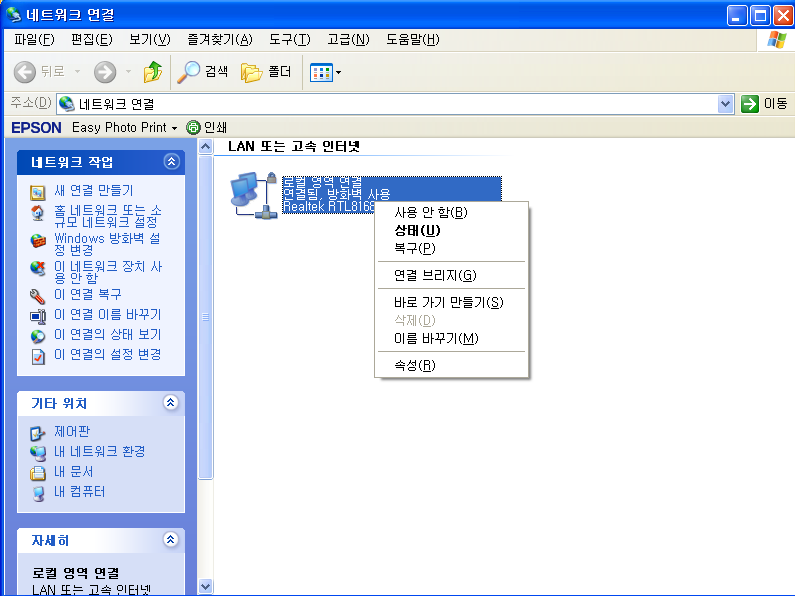 네트워크 연결
파일(F) 편집(E) 보기(V) 즐겨찾기(A) 도구(T) 고급(N) 도움말(H)
뒤로 검색 폴더
주소(D) 네트워크 연결 이동
EPSON Easy Photo Print 인쇄
네트워크 작업
새 연결 만들기
홈 네트워크 또는 소
규모 네트워크 설정
Windows 방화벽 설
정 변경
이 네트워크 장치 사
용 안 함
이 연결 복구
이 연결 이름 바꾸기
이 연결의 상태 보기
이 연결의 설정 변경
기타 위치
제어판
내 네트워크 환경
내 문서
내 컴퓨터
자세히
로컬 영역 연결
LAN 또는 고속 인터넷
LAN 또는 고속 인터넷
로컬 영역 연결
연결됨, 방화벽 사용
Realtek RTL8168
사용 안 함(B)
상태(U)
복구(P)
연결 브리지(G)
바로 가기 만들기(S)
삭제(D)
이름 바꾸기(M)
속성(R)